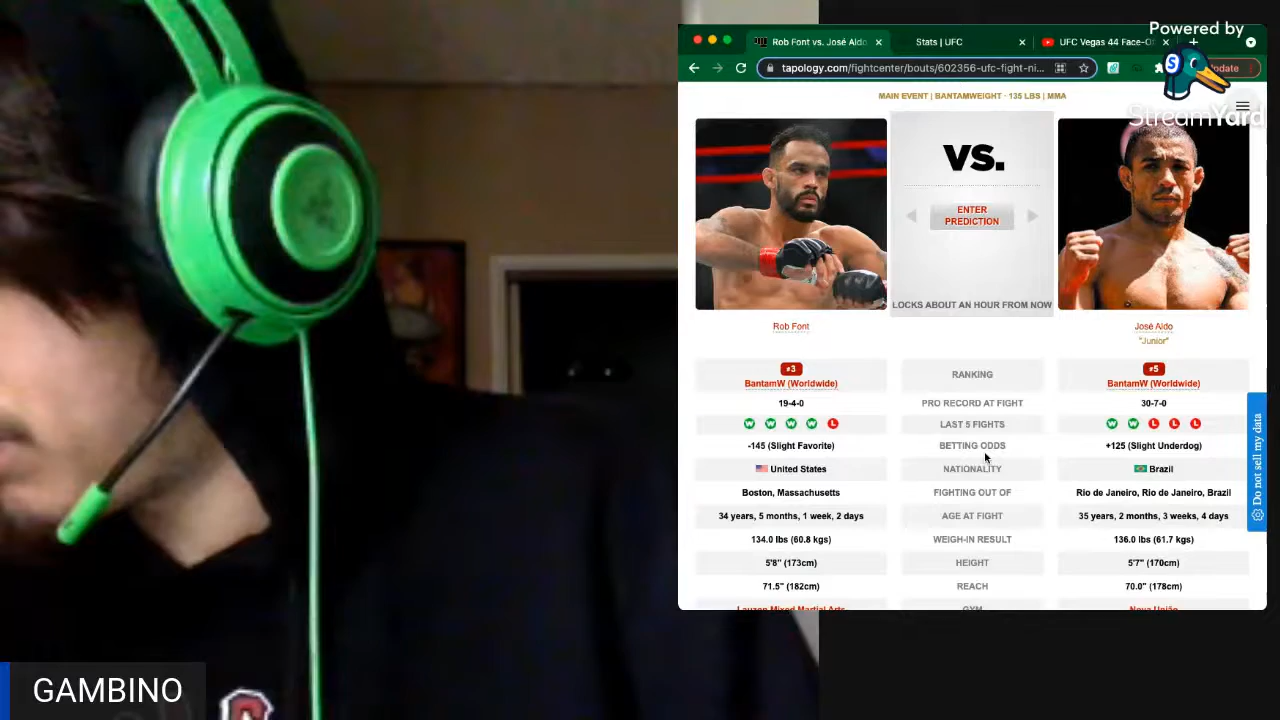 Powered by
StreamYard
Rob Font vs. José Aldo
Stats | UFC
UFC Vegas 44 Face-O
tapology.com/fightcenter/bouts/602356-ufc-fight-ni...
MAIN EVENT | BANTAMWEIGHT · 135 LBS | MMA
VS.
ENTER
PREDICTION
LOCKS ABOUT AN HOUR FROM NOW
Rob Font
José Aldo
"Junior"
#3
BantamW (Worldwide)
RANKING
#5
BantamW (Worldwide)
19-4-0
PRO RECORD AT FIGHT
30-7-0
W W W W L
LAST 5 FIGHTS
W W L L L
-145 (Slight Favorite)
BETTING ODDS
+125 (Slight Underdog)
United States
NATIONALITY
Brazil
Boston, Massachusetts
FIGHTING OUT OF
Rio de Janeiro, Rio de Janeiro, Brazil
34 years, 5 months, 1 week, 2 days
AGE AT FIGHT
35 years, 2 months, 3 weeks, 4 days
134.0 lbs (60.8 kgs)
WEIGH-IN RESULT
136.0 lbs (61.7 kgs)
5'8" (173cm)
HEIGHT
5'7" (170cm)
71.5" (182cm)
REACH
70.0" (178cm)
Lauzon Mixed Martial Arts
GYM
Nova União
Do not sell my data
GAMBINO